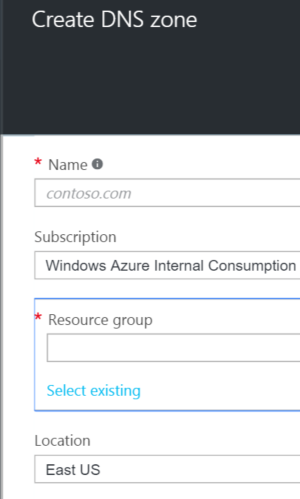 Create DNS zone
* Name
contoso.com
Subscription
Windows Azure Internal Consumption
* Resource group
Select existing
Location
East US